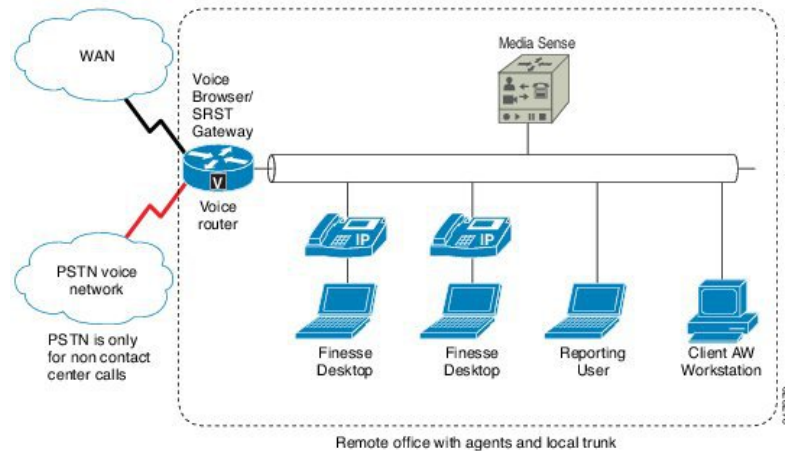 WAN
Media Sense
Voice
Browser/
SRST
Gateway
V
Voice
router
PSTN voice
network
PSTN is only
for non contact
center calls
IP
IP
Finesse
Desktop
Finesse
Desktop
Reporting
User
Client AW
Workstation
Remote office with agents and local trunk